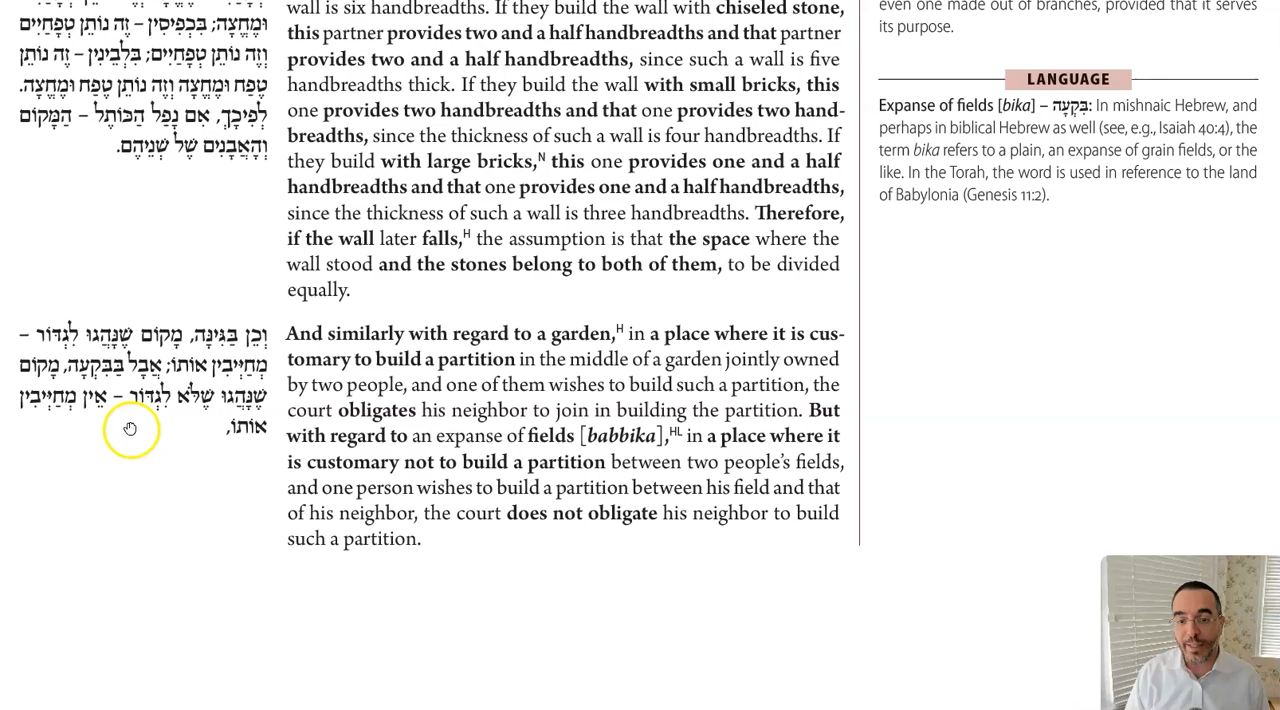 וּמֶחֱצָה; בִּכְפִיסִין – זֶה נוֹתֵן טְפָחַיִים
וְזֶה נוֹתֵן טְפָחַיִים; בִּלְבֵינִין – זֶה נוֹתֵן
טֶפַח וּמֶחֱצָה וְזֶה נוֹתֵן טֶפַח וּמֶחֱצָה.
לְפִיכָךְ, אִם נָפַל הַכּוֹתֶל – הַמָּקוֹם
וְהָאֲבָנִים שֶׁל שְׁנֵיהֶם.
וְכֵן בַּגִּינָּה, מָקוֹם שֶׁנָּהֲגוּ לִגְדּוֹר –
מְחַיְּיבִין אוֹתוֹ; אֲבָל בַּבִּקְעָה, מָקוֹם
שֶׁנָּהֲגוּ שֶׁלֹּא לִגְדּוֹר – אֵין מְחַיְּיבִין
אוֹתוֹ,
wall is six handbreadths. If they build the wall with chiseled stone,
this partner provides two and a half handbreadths and that partner
provides two and a half handbreadths, since such a wall is five
handbreadths thick. If they build the wall with small bricks, this
one provides two handbreadths and that one provides two hand-
breadths, since the thickness of such a wall is four handbreadths. If
they build with large bricks,N this one provides one and a half
handbreadths and that one provides one and a half handbreadths,
since the thickness of such a wall is three handbreadths. Therefore,
if the wall later falls,H the assumption is that the space where the
wall stood and the stones belong to both of them, to be divided
equally.
And similarly with regard to a garden,H in a place where it is cus-
tomary to build a partition in the middle of a garden jointly owned
by two people, and one of them wishes to build such a partition, the
court obligates his neighbor to join in building the partition. But
with regard to an expanse of fields [babbika],HL in a place where it
is customary not to build a partition between two people's fields,
and one person wishes to build a partition between his field and that
of his neighbor, the court does not obligate his neighbor to build
such a partition.
even one made out of branches, provided that it serves
its purpose.
LANGUAGE
Expanse of fields [bika] – בִּקְעָה: In mishnaic Hebrew, and
perhaps in biblical Hebrew as well (see, e.g., Isaiah 40:4), the
term bika refers to a plain, an expanse of grain fields, or the
like. In the Torah, the word is used in reference to the land
of Babylonia (Genesis 11:2).